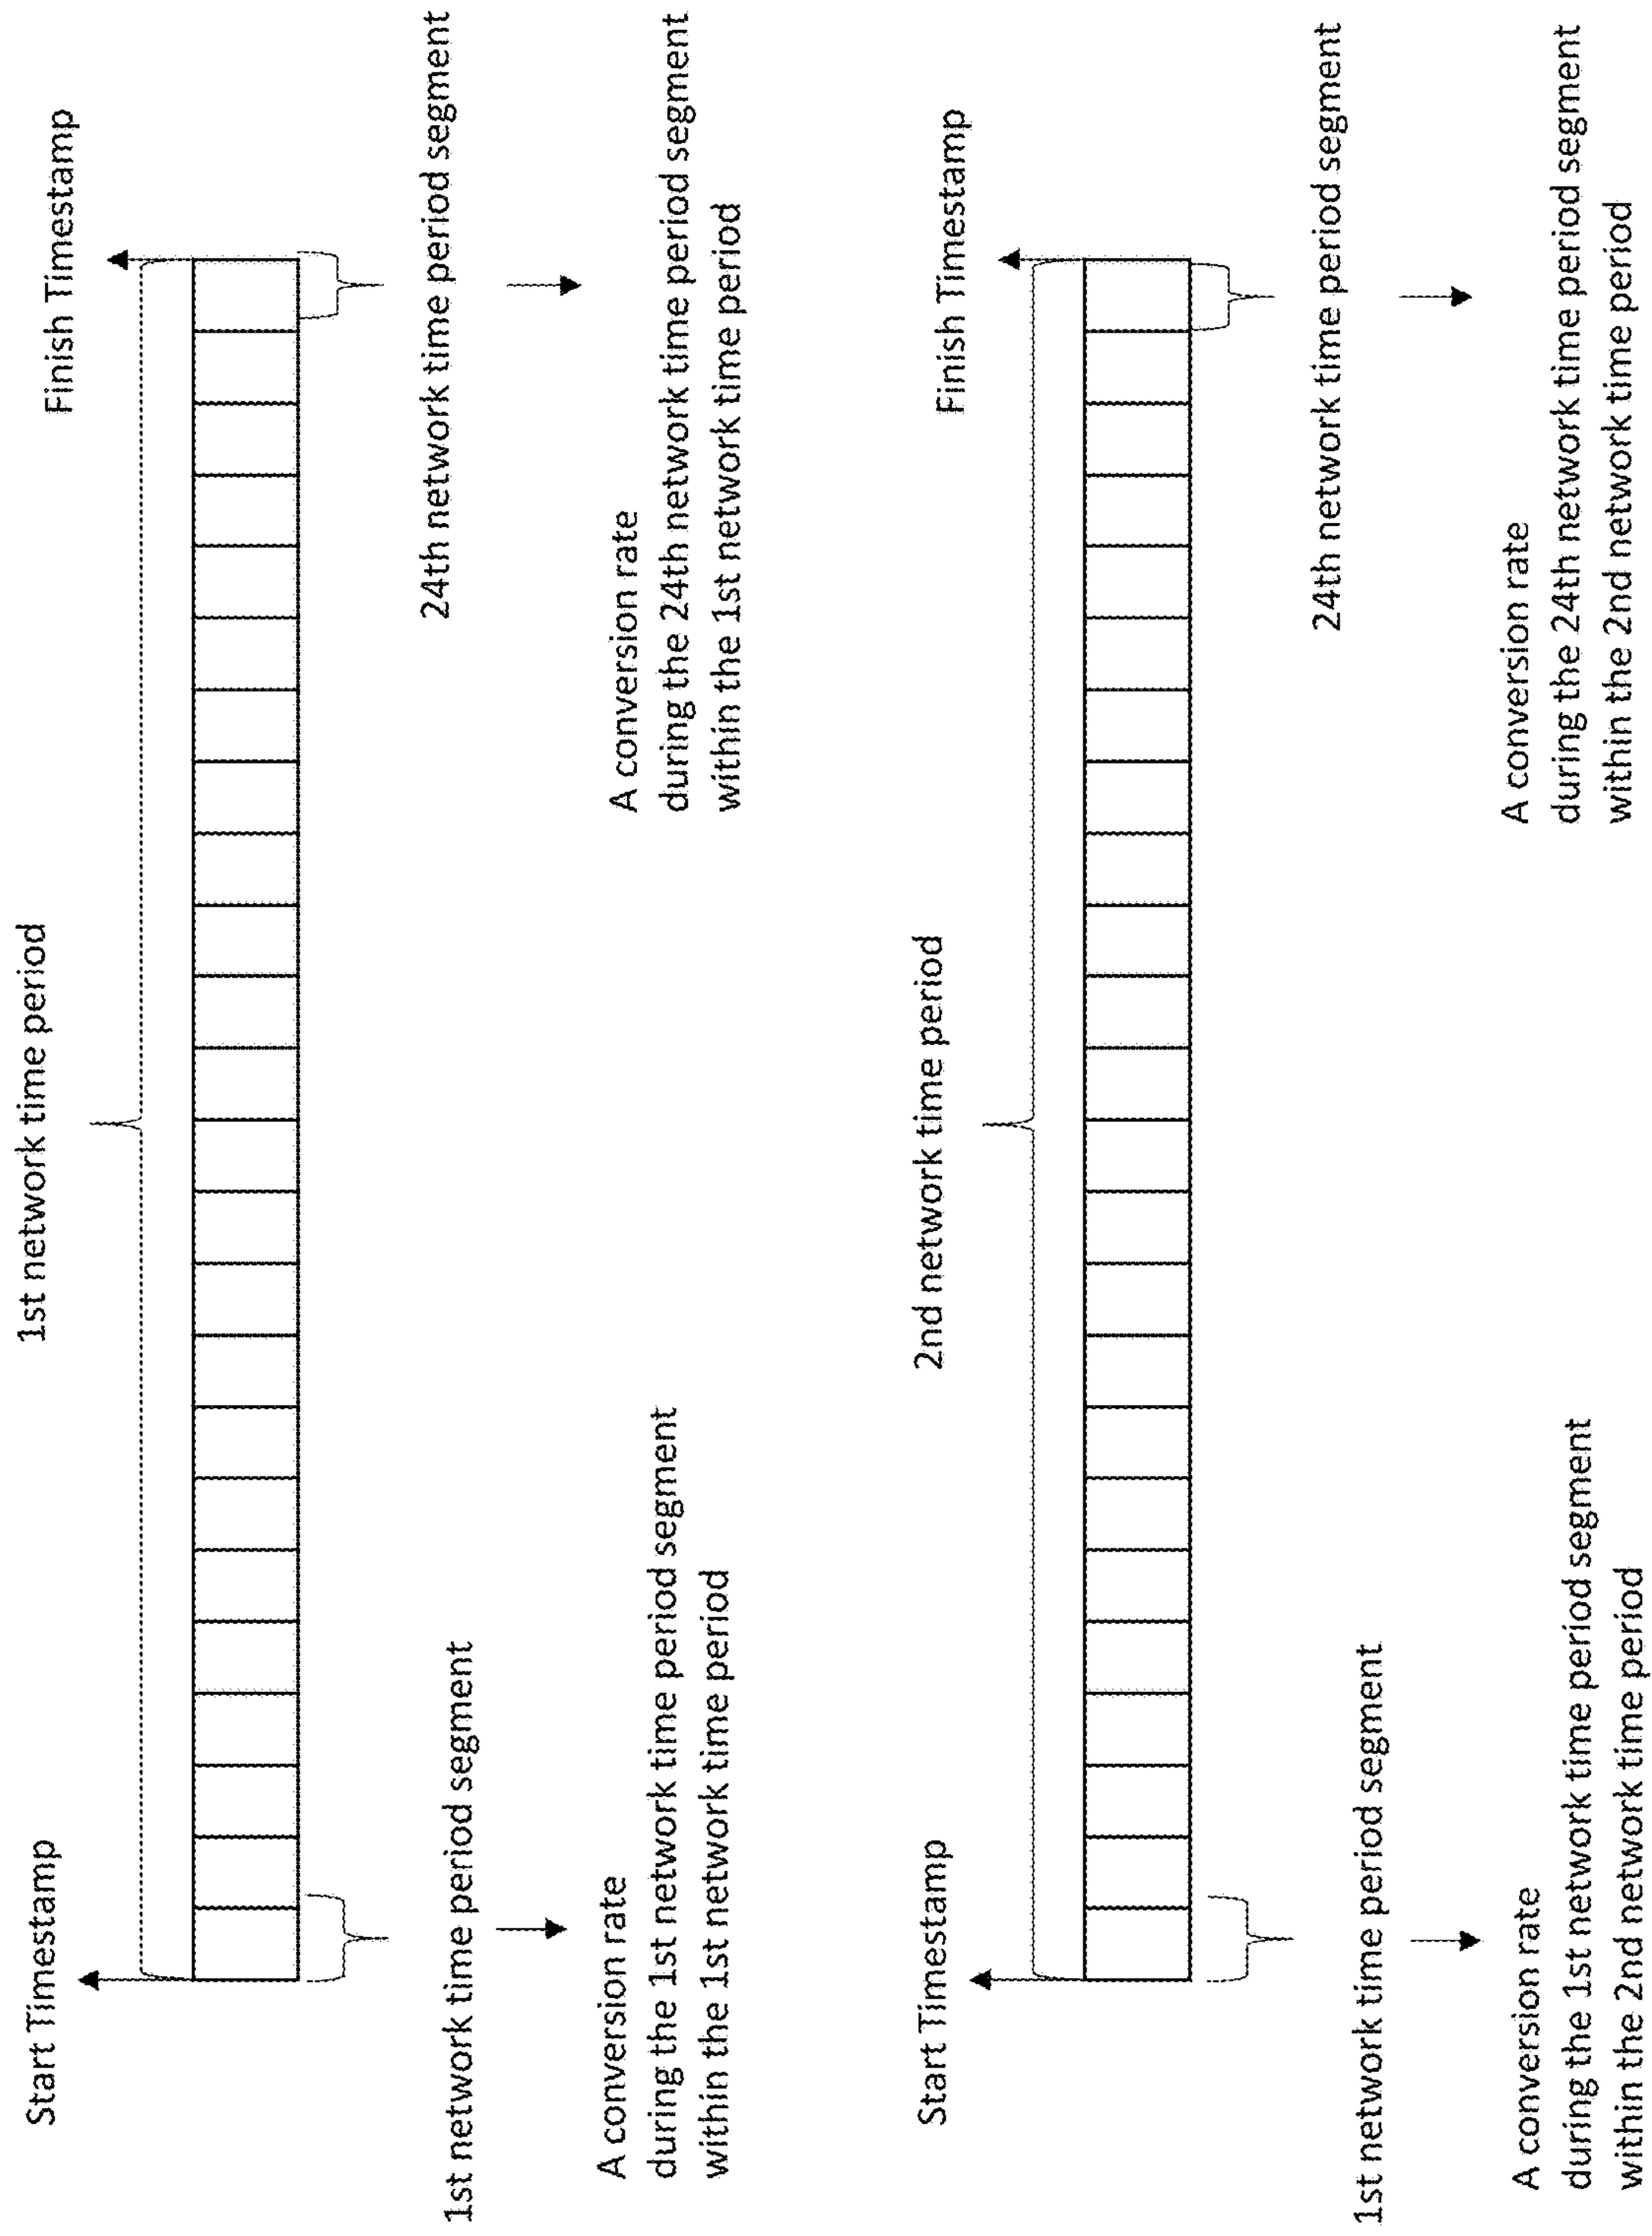 1st network time period
Start Timestamp
Finish Timestamp
1st network time period segment
24th network time period segment
A conversion rate
during the 1st network time period segment
within the 1st network time period
A conversion rate
during the 24th network time period segment
within the 1st network time period
2nd network time period
Start Timestamp
Finish Timestamp
1st network time period segment
24th network time period segment
A conversion rate
during the 1st network time period segment
within the 2nd network time period
A conversion rate
during the 24th network time period segment
within the 2nd network time period